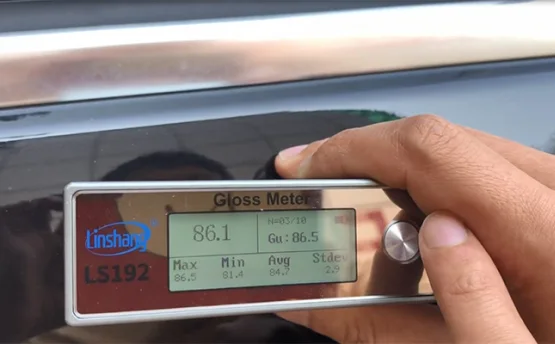 Gloss Meter
Linshang
LS192
86.1
N=03/10
Gu: 86.5
Max Min Avg Stdev
86.5 81.4 84.7 2.9